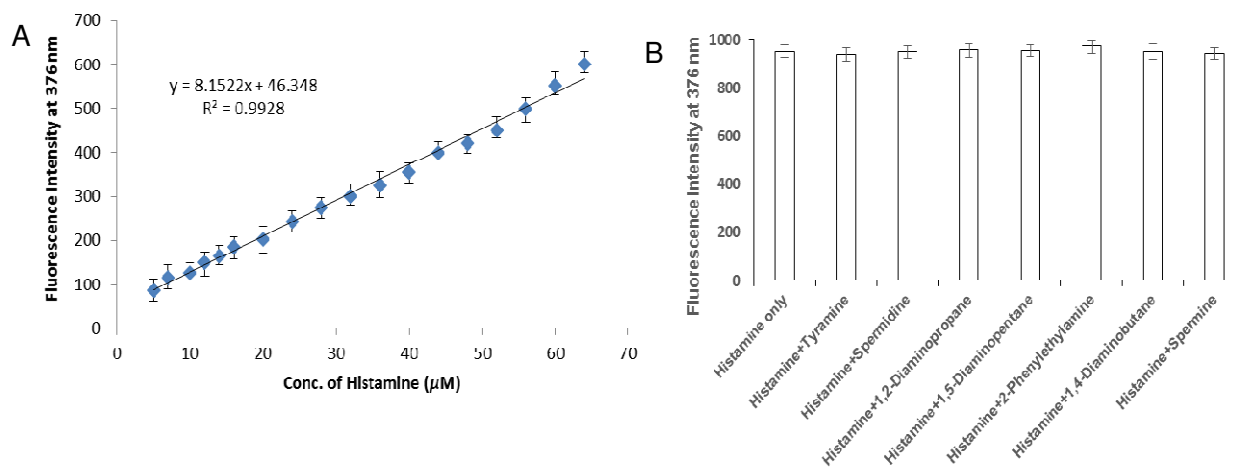 A
Fluorescence Intensity at 376 nm
700
600
500
400
300
200
100
0
y = 8.1522x + 46.348
R² = 0.9928
0 10 20 30 40 50 60 70
Conc. of Histamine (µM)
B
Fluorescence Intensity at 376 nm
1000
800
600
400
200
0
Histamine only
Histamine+Tyramine
Histamine+Spermidine
Histamine+1,2-Diaminopropane
Histamine+1,5-Diaminopentane
Histamine+2-Phenylethylamine
Histamine+1,4-Diaminobutane
Histamine+Spermine